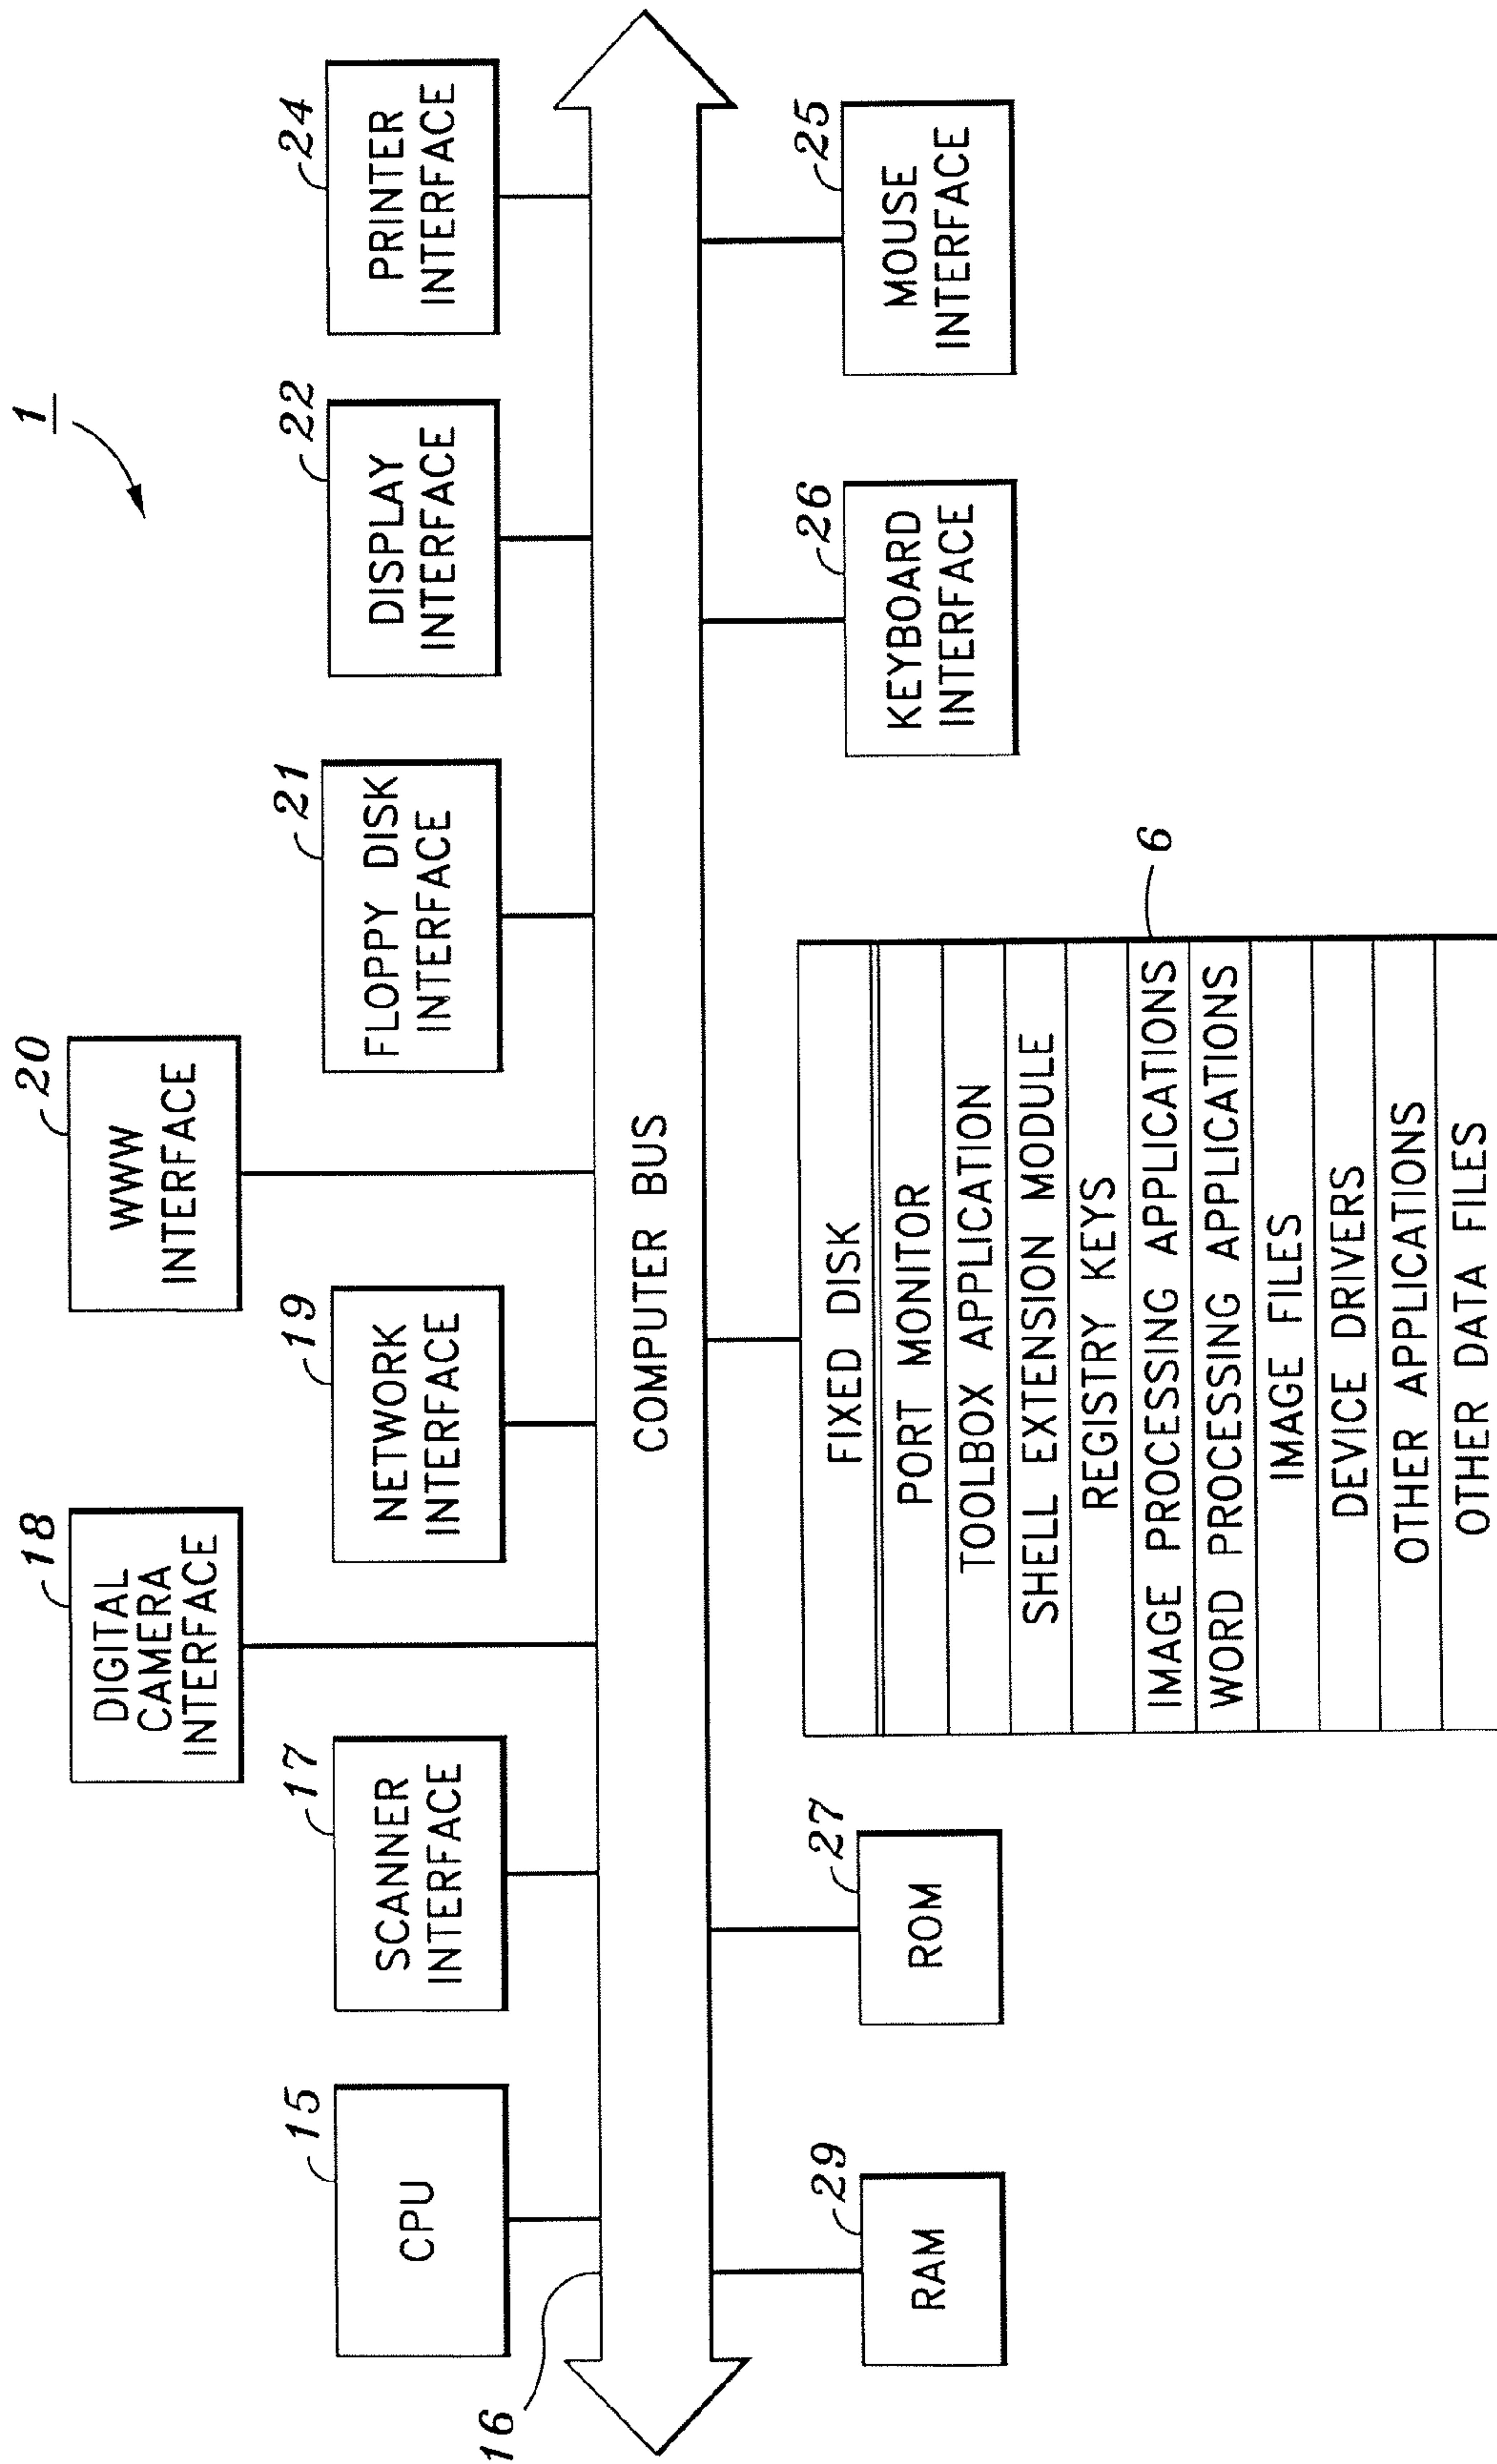 1
15
CPU
17
SCANNER
INTERFACE
18
DIGITAL
CAMERA
INTERFACE
19
NETWORK
INTERFACE
20
WWW
INTERFACE
21
FLOPPY DISK
INTERFACE
22
DISPLAY
INTERFACE
24
PRINTER
INTERFACE
16
COMPUTER BUS
29
RAM
27
ROM
6
FIXED DISK
PORT MONITOR
TOOLBOX APPLICATION
SHELL EXTENSION MODULE
REGISTRY KEYS
IMAGE PROCESSING APPLICATIONS
WORD PROCESSING APPLICATIONS
IMAGE FILES
DEVICE DRIVERS
OTHER APPLICATIONS
OTHER DATA FILES
26
KEYBOARD
INTERFACE
25
MOUSE
INTERFACE